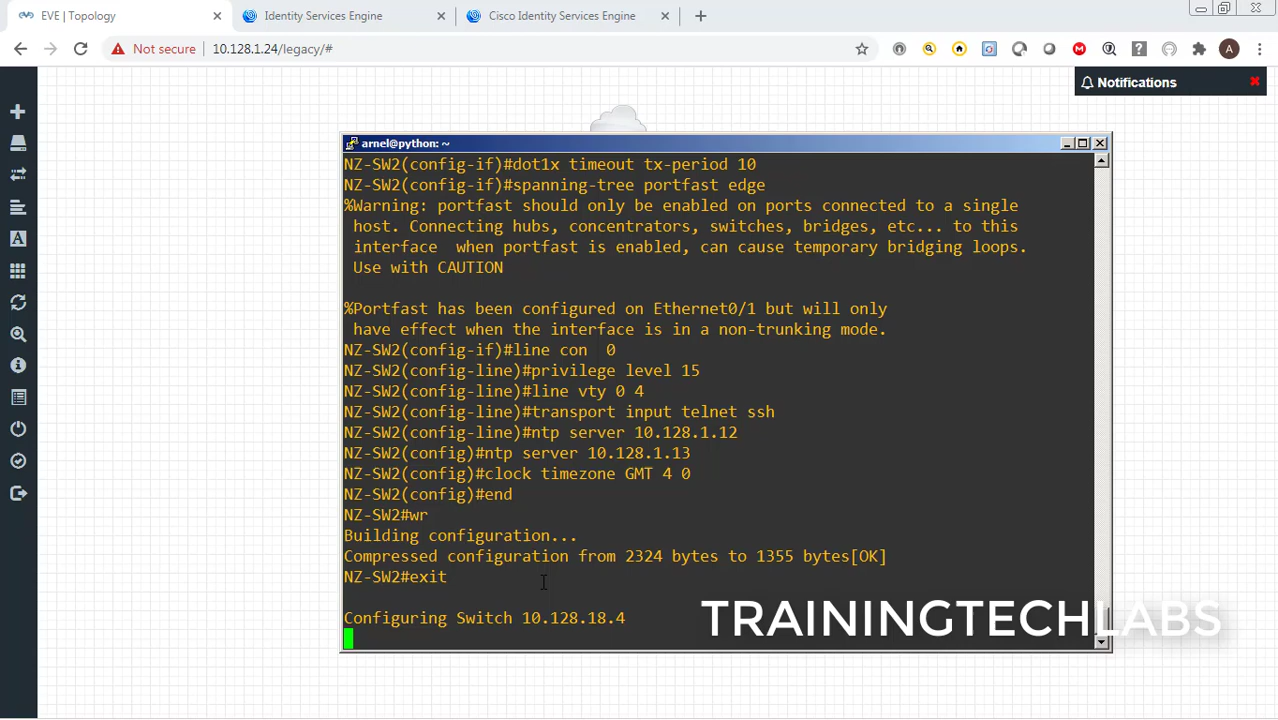 EVE | Topology
Identity Services Engine
Cisco Identity Services Engine
Not secure
10.128.1.24/legacy/#
A
Notifications
A
arnel@python: ~
NZ-SW2(config-if)#dot1x timeout tx-period 10
NZ-SW2(config-if)#spanning-tree portfast edge
%Warning: portfast should only be enabled on ports connected to a single
host. Connecting hubs, concentrators, switches, bridges, etc... to this
interface  when portfast is enabled, can cause temporary bridging loops.
Use with CAUTION
%Portfast has been configured on Ethernet0/1 but will only
have effect when the interface is in a non-trunking mode.
NZ-SW2(config-if)#line con  0
NZ-SW2(config-line)#privilege level 15
NZ-SW2(config-line)#line vty 0 4
NZ-SW2(config-line)#transport input telnet ssh
NZ-SW2(config-line)#ntp server 10.128.1.12
NZ-SW2(config)#ntp server 10.128.1.13
NZ-SW2(config)#clock timezone GMT 4 0
NZ-SW2(config)#end
NZ-SW2#wr
Building configuration...
Compressed configuration from 2324 bytes to 1355 bytes[OK]
NZ-SW2#exit
Configuring Switch 10.128.18.4
TRAININGTECHLABS